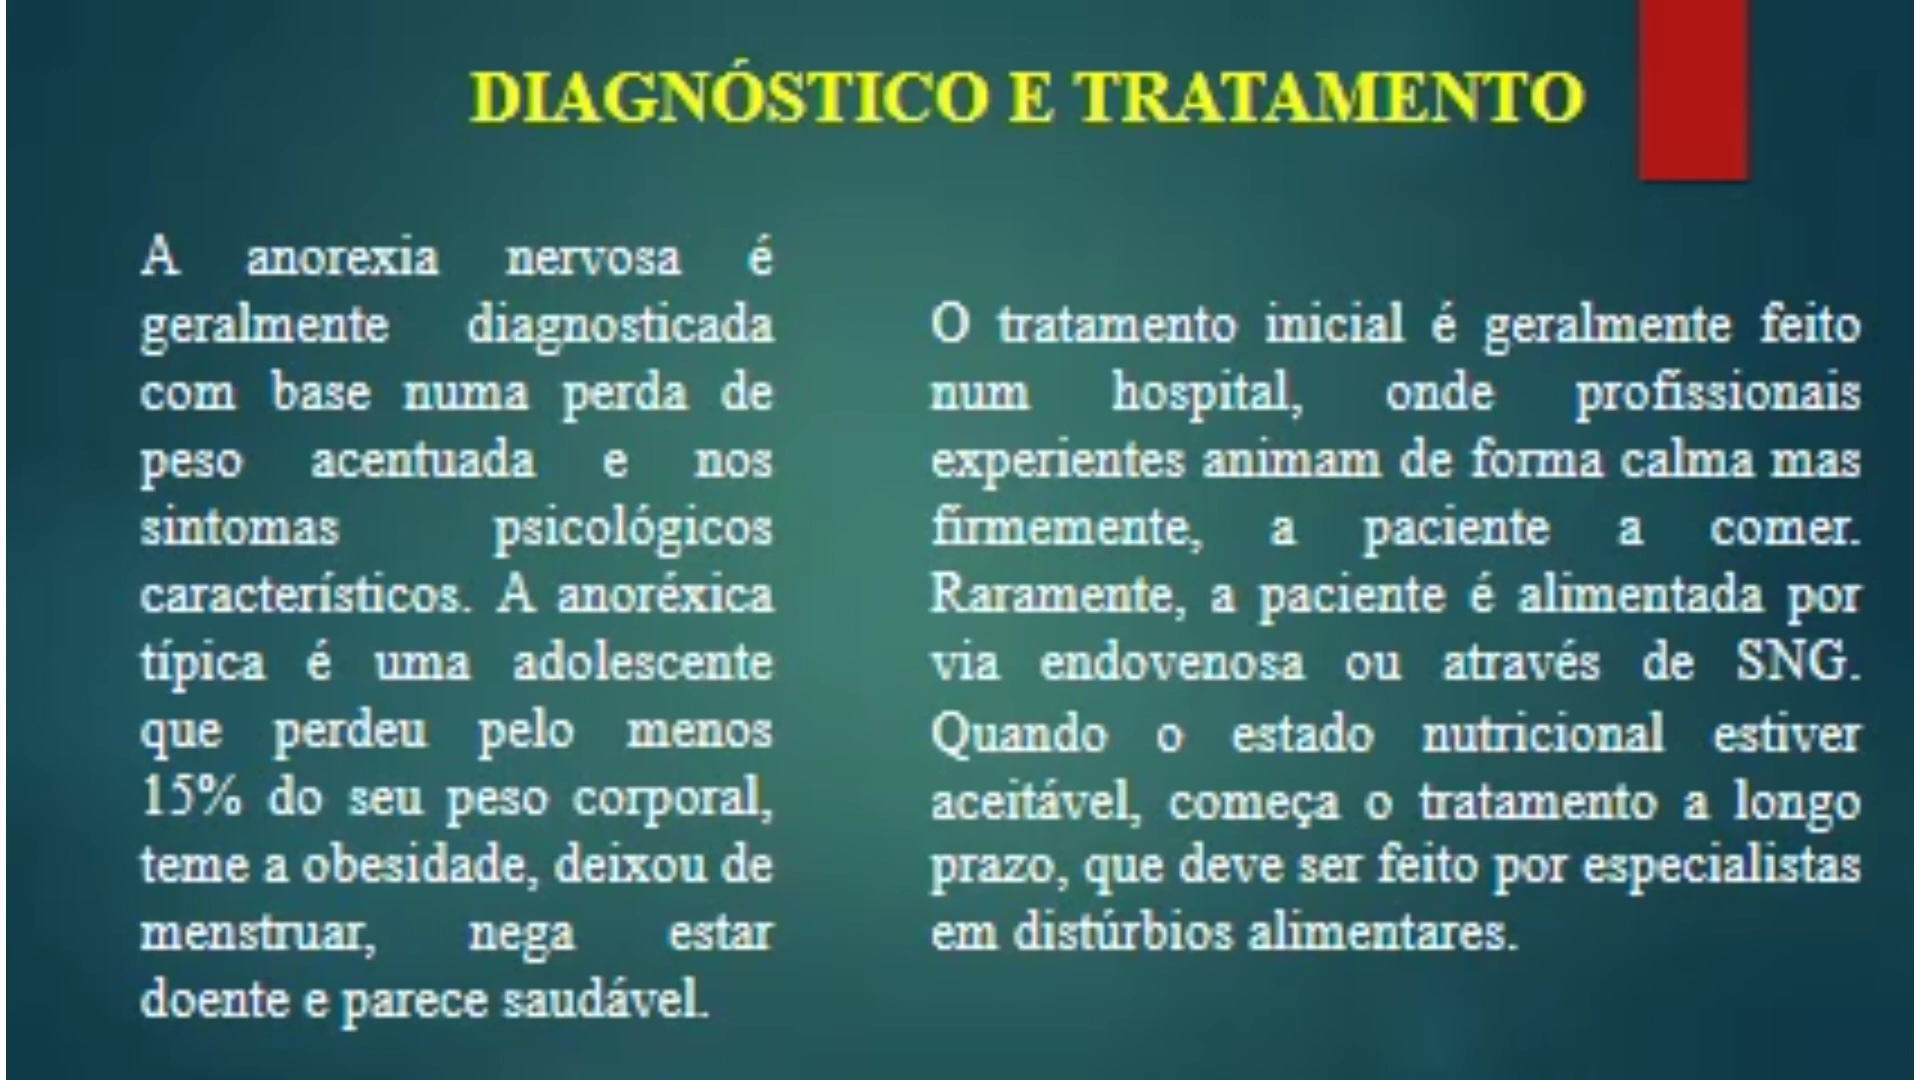 DIAGNÓSTICO E TRATAMENTO
A anorexia nervosa é
geralmente diagnosticada
com base numa perda de
peso acentuada e nos
sintomas psicológicos
característicos. A anoréxica
típica é uma adolescente
que perdeu pelo menos
15% do seu peso corporal,
teme a obesidade, deixou de
menstruar, nega estar
doente e parece saudável.
O tratamento inicial é geralmente feito
num hospital, onde profissionais
experientes animam de forma calma mas
firmemente, a paciente a comer.
Raramente, a paciente é alimentada por
via endovenosa ou através de SNG.
Quando o estado nutricional estiver
aceitável, começa o tratamento a longo
prazo, que deve ser feito por especialistas
em distúrbios alimentares.